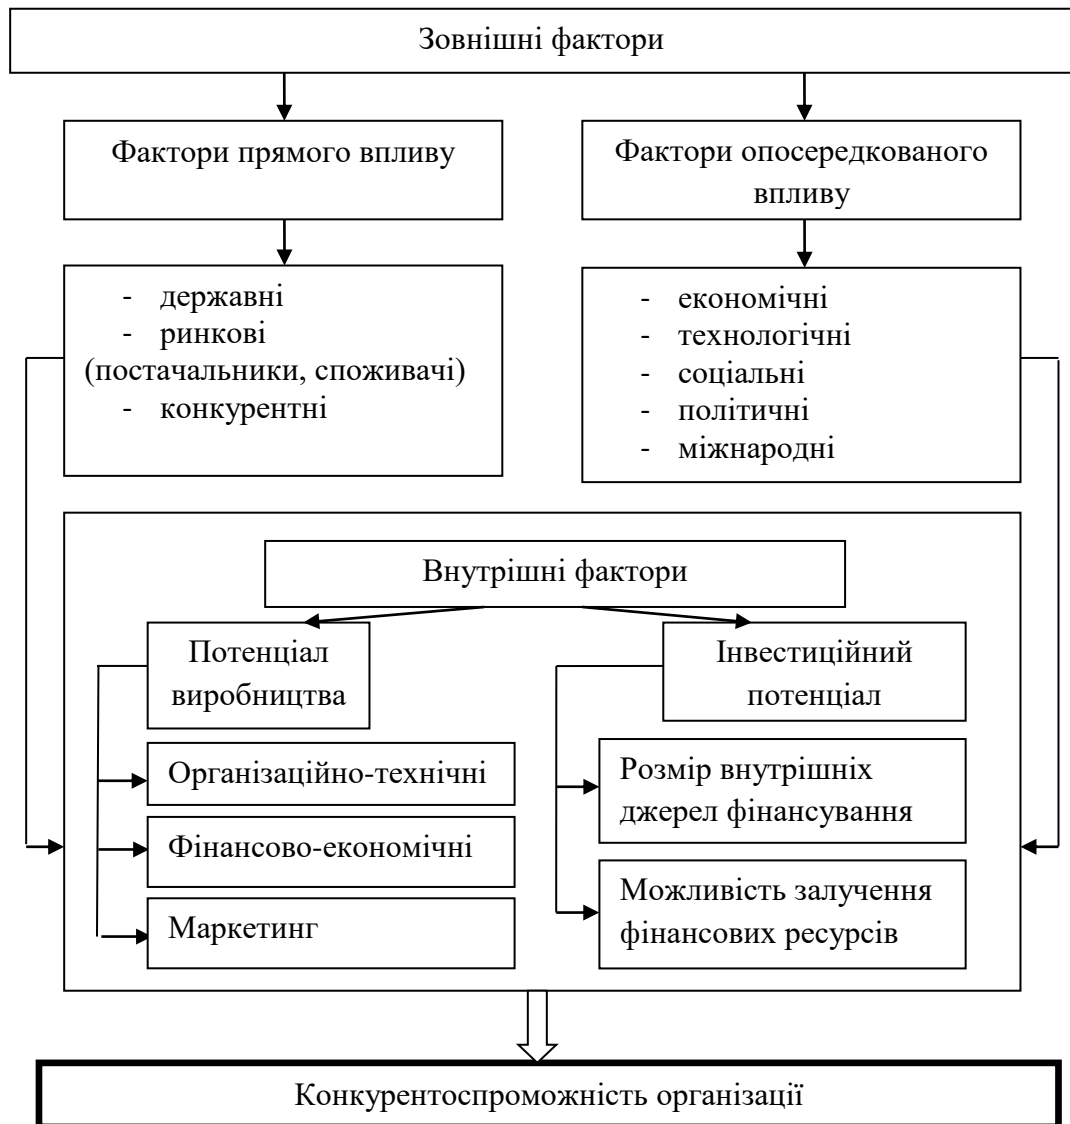 Зовнішні фактори
Фактори прямого впливу
Фактори опосередкованого
впливу
- державні
- ринкові
(постачальники, споживачі)
- конкурентні
- економічні
- технологічні
- соціальні
- політичні
- міжнародні
Внутрішні фактори
Потенціал
виробництва
Інвестиційний
потенціал
Організаційно-технічні
Фінансово-економічні
Маркетинг
Розмір внутрішніх
джерел фінансування
Можливість залучення
фінансових ресурсів
Конкурентоспроможність організації